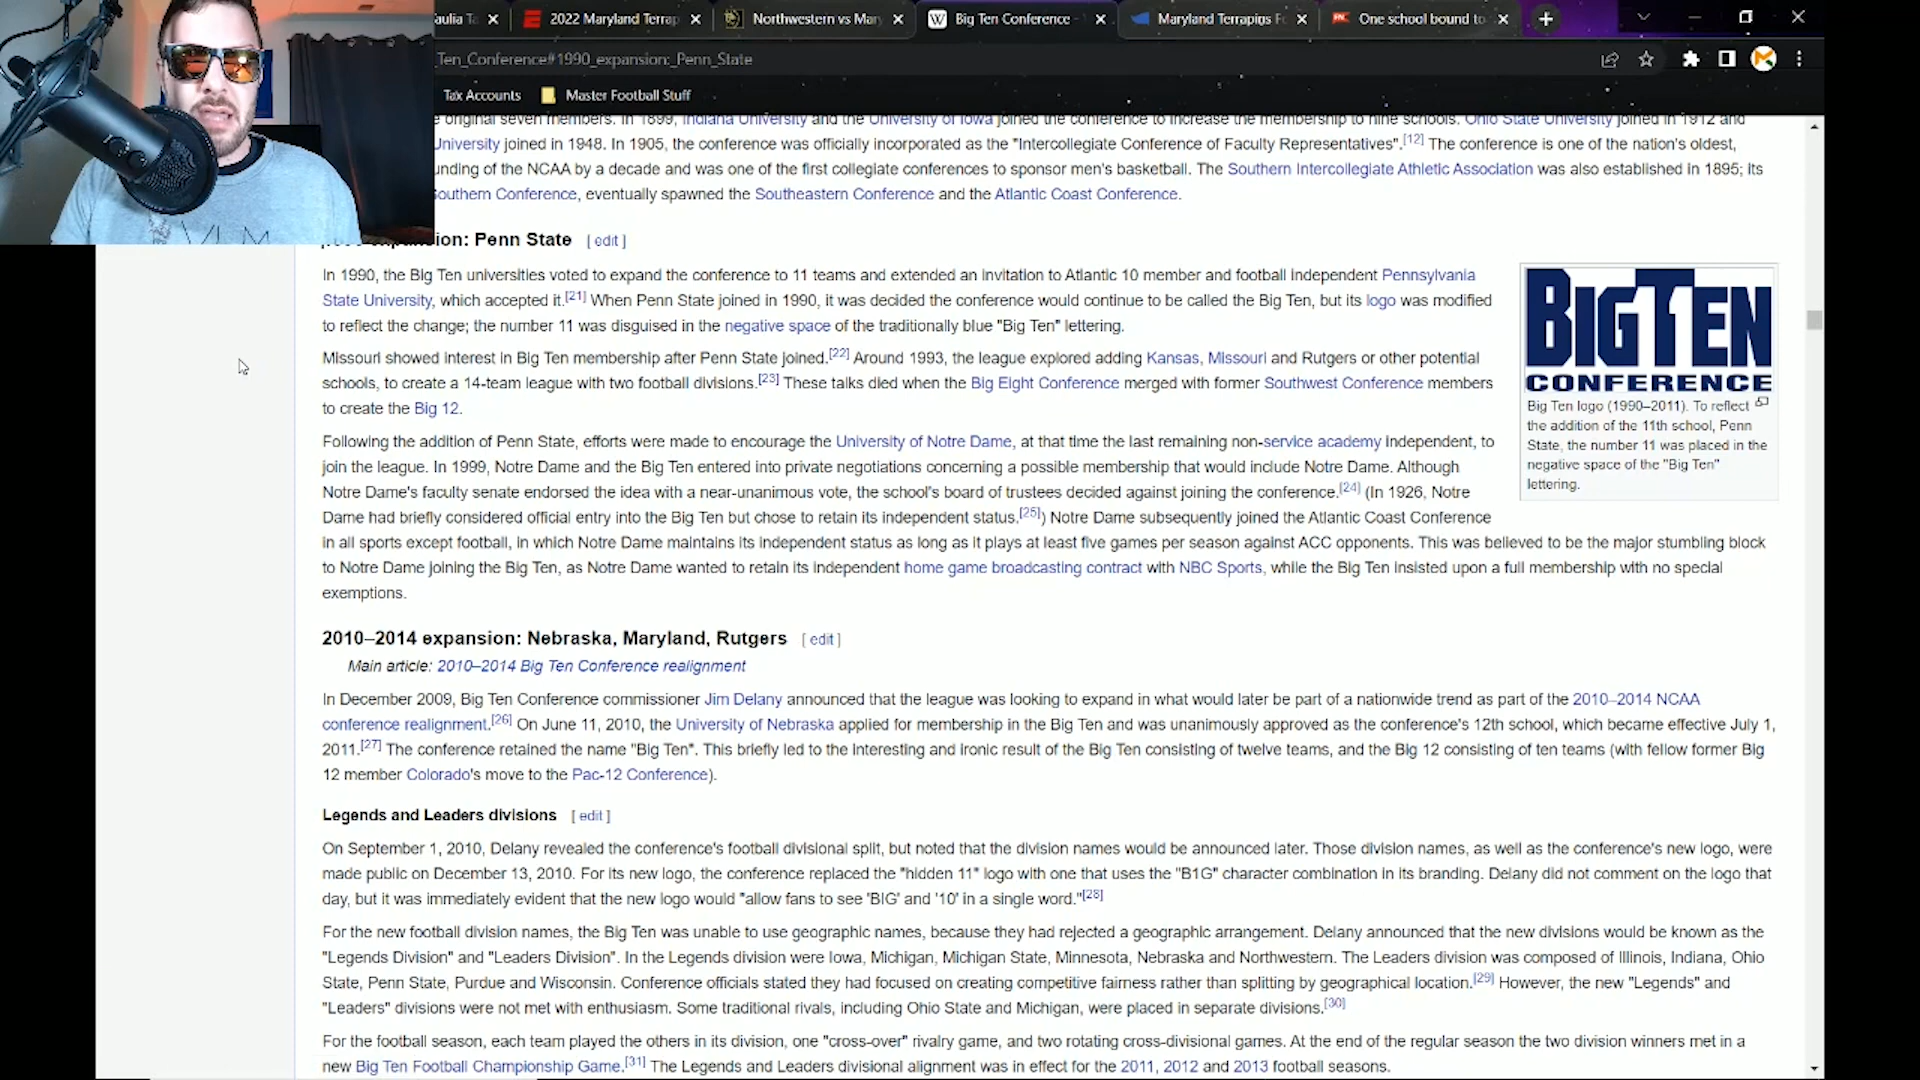 aulia Ta
2022 Maryland Terrap
Northwestern vs Mar
Big Ten Conference -
Maryland Terrapins F
One school bound to
Ten_Conference#1990_expansion:_Penn_State
Tax Accounts
Master Football Stuff
e original seven members. In 1899, Indiana University and the University of Iowa joined the conference to increase the membership to nine schools. Ohio State University joined in 1912 and
University joined in 1948. In 1905, the conference was officially incorporated as the "Intercollegiate Conference of Faculty Representatives".[12] The conference is one of the nation's oldest,
unding of the NCAA by a decade and was one of the first collegiate conferences to sponsor men's basketball. The Southern Intercollegiate Athletic Association was also established in 1895; its
outhern Conference, eventually spawned the Southeastern Conference and the Atlantic Coast Conference.
ion: Penn State [ edit ]
In 1990, the Big Ten universities voted to expand the conference to 11 teams and extended an invitation to Atlantic 10 member and football independent Pennsylvania
State University, which accepted it.[21] When Penn State joined in 1990, it was decided the conference would continue to be called the Big Ten, but its logo was modified
to reflect the change; the number 11 was disguised in the negative space of the traditionally blue "Big Ten" lettering.
Missouri showed interest in Big Ten membership after Penn State joined.[22] Around 1993, the league explored adding Kansas, Missouri and Rutgers or other potential
schools, to create a 14-team league with two football divisions.[23] These talks died when the Big Eight Conference merged with former Southwest Conference members
to create the Big 12.
BIG TEN
CONFERENCE
Big Ten logo (1990–2011). To reflect
the addition of the 11th school, Penn
State, the number 11 was placed in the
negative space of the "Big Ten"
lettering.
Following the addition of Penn State, efforts were made to encourage the University of Notre Dame, at that time the last remaining non-service academy independent, to
join the league. In 1999, Notre Dame and the Big Ten entered into private negotiations concerning a possible membership that would include Notre Dame. Although
Notre Dame's faculty senate endorsed the idea with a near-unanimous vote, the school's board of trustees decided against joining the conference.[24] (In 1926, Notre
Dame had briefly considered official entry into the Big Ten but chose to retain its independent status.[25]) Notre Dame subsequently joined the Atlantic Coast Conference
in all sports except football, in which Notre Dame maintains its independent status as long as it plays at least five games per season against ACC opponents. This was believed to be the major stumbling block
to Notre Dame joining the Big Ten, as Notre Dame wanted to retain its independent home game broadcasting contract with NBC Sports, while the Big Ten insisted upon a full membership with no special
exemptions.
2010–2014 expansion: Nebraska, Maryland, Rutgers [ edit ]
Main article: 2010–2014 Big Ten Conference realignment
In December 2009, Big Ten Conference commissioner Jim Delany announced that the league was looking to expand in what would later be part of a nationwide trend as part of the 2010–2014 NCAA
conference realignment.[26] On June 11, 2010, the University of Nebraska applied for membership in the Big Ten and was unanimously approved as the conference's 12th school, which became effective July 1,
2011.[27] The conference retained the name "Big Ten". This briefly led to the interesting and ironic result of the Big Ten consisting of twelve teams, and the Big 12 consisting of ten teams (with fellow former Big
12 member Colorado's move to the Pac-12 Conference).
Legends and Leaders divisions [ edit ]
On September 1, 2010, Delany revealed the conference's football divisional split, but noted that the division names would be announced later. Those division names, as well as the conference's new logo, were
made public on December 13, 2010. For its new logo, the conference replaced the "hidden 11" logo with one that uses the "B1G" character combination in its branding. Delany did not comment on the logo that
day, but it was immediately evident that the new logo would "allow fans to see 'BIG' and '10' in a single word."[28]
For the new football division names, the Big Ten was unable to use geographic names, because they had rejected a geographic arrangement. Delany announced that the new divisions would be known as the
"Legends Division" and "Leaders Division". In the Legends division were Iowa, Michigan, Michigan State, Minnesota, Nebraska and Northwestern. The Leaders division was composed of Illinois, Indiana, Ohio
State, Penn State, Purdue and Wisconsin. Conference officials stated they had focused on creating competitive fairness rather than splitting by geographical location.[29] However, the new "Legends" and
"Leaders" divisions were not met with enthusiasm. Some traditional rivals, including Ohio State and Michigan, were placed in separate divisions.[30]
For the football season, each team played the others in its division, one "cross-over" rivalry game, and two rotating cross-divisional games. At the end of the regular season the two division winners met in a
new Big Ten Football Championship Game.[31] The Legends and Leaders divisional alignment was in effect for the 2011, 2012 and 2013 football seasons.